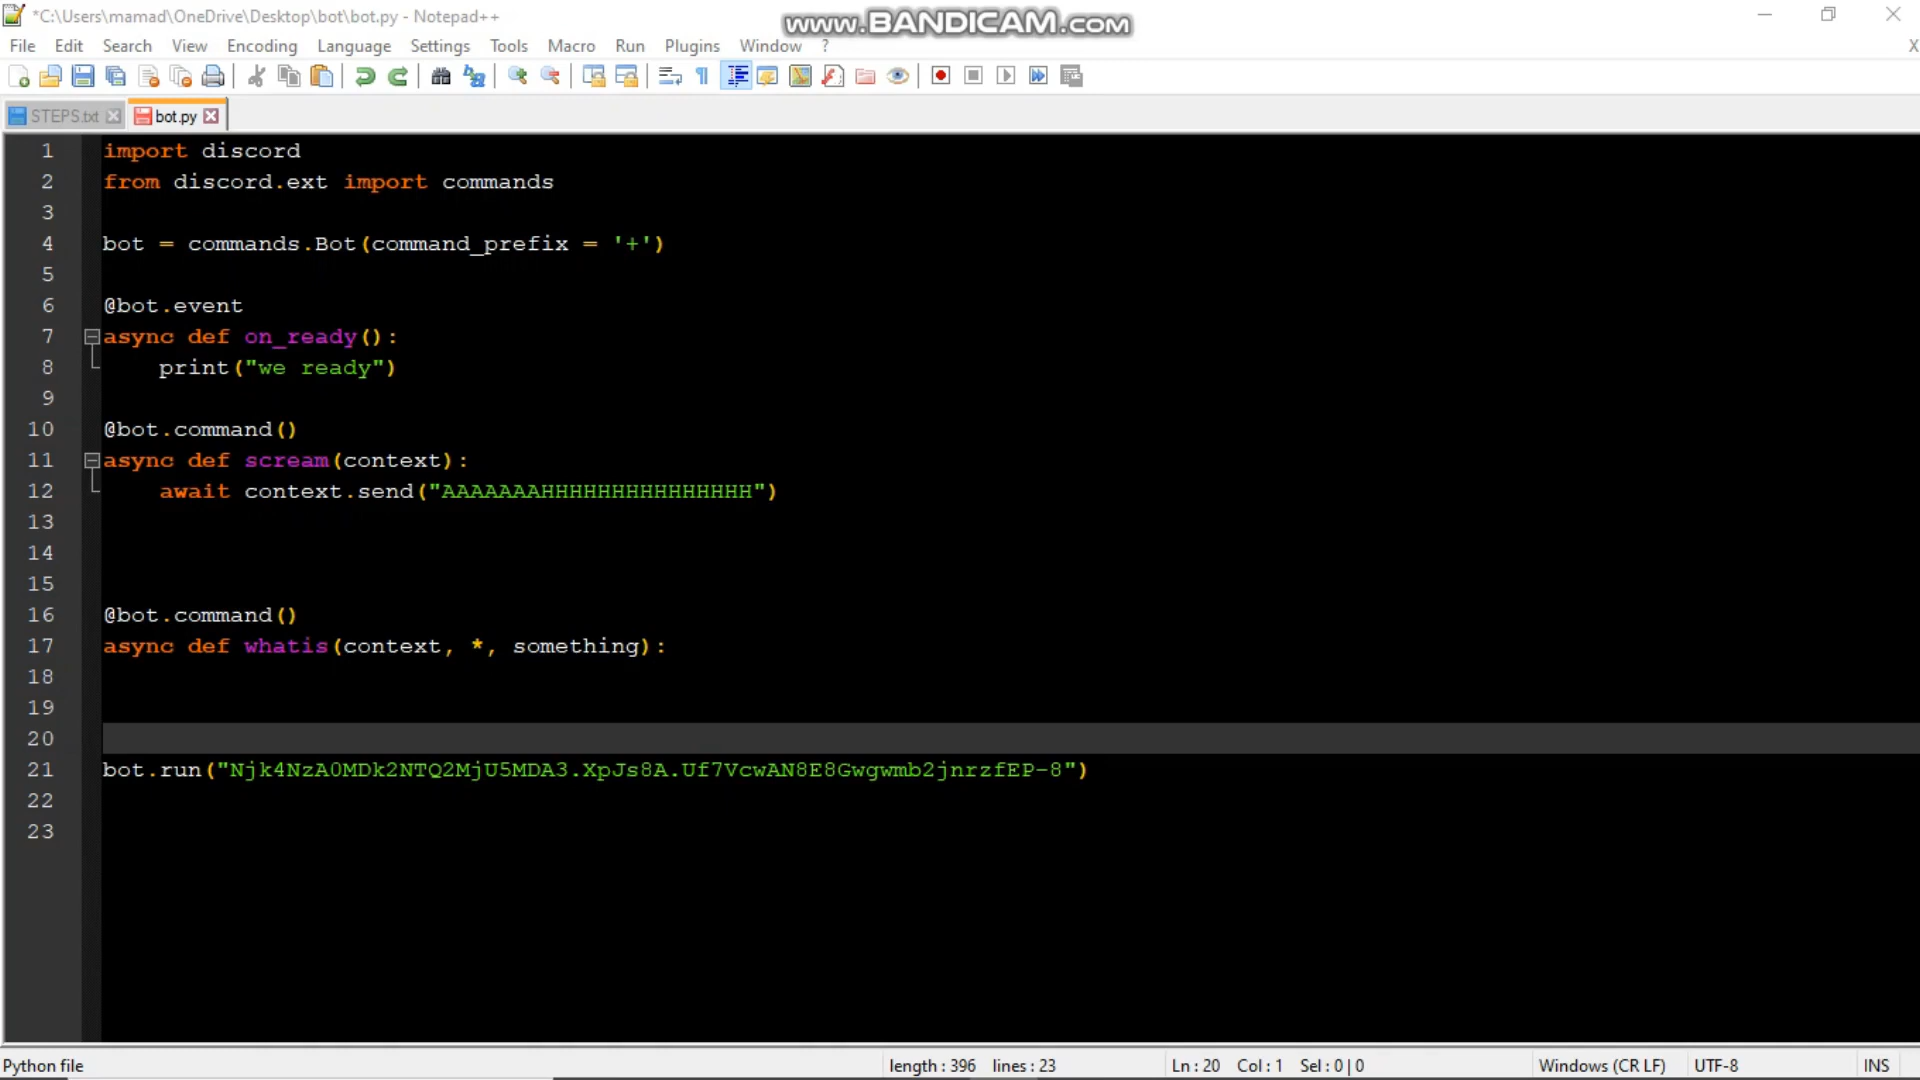 *C:\Users\mamad\OneDrive\Desktop\bot\bot.py - Notepad++
www.BANDICAM.com
File Edit Search View Encoding Language Settings Tools Macro Run Plugins Window ? X
STEPS.txt bot.py
1 import discord
2 from discord.ext import commands
3
4 bot = commands.Bot(command_prefix = '+')
5
6 @bot.event
7 async def on_ready():
8 print("we ready")
9
10 @bot.command()
11 async def scream(context):
12 await context.send("AAAAAAAHHHHHHHHHHHHHHH")
13
14
15
16 @bot.command()
17 async def whatis(context, *, something):
18
19
20
21 bot.run("Njk4NzA0MDk2NTQ2MjU5MDA3.XpJs8A.Uf7VcwAN8E8Gwgwmb2jnrzfEP-8")
22
23
Python file length : 396 lines : 23 Ln : 20 Col : 1 Sel : 0 | 0 Windows (CR LF) UTF-8 INS